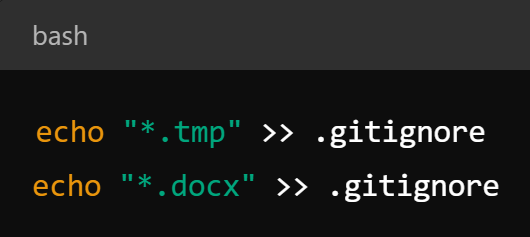 bash
echo "*.tmp" >> .gitignore
echo "*.docx" >> .gitignore